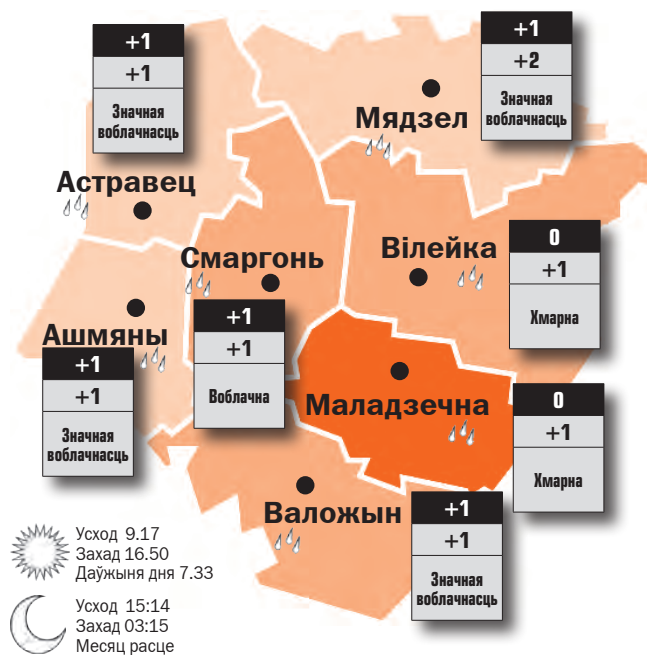 +1
+1
Значная
воблачнасць
+1
+2
Значная
воблачнасць
Мядзел
Астравец
Смаргонь
Вілейка
0
+1
Хмарна
Ашмяны
+1
+1
Воблачна
+1
+1
Значная
воблачнасць
Маладзечна
0
+1
Хмарна
Валожын
+1
+1
Значная
воблачнасць
Усход 9.17
Захад 16.50
Даўжыня дня 7.33
Усход 15:14
Захад 03:15
Месяц расце